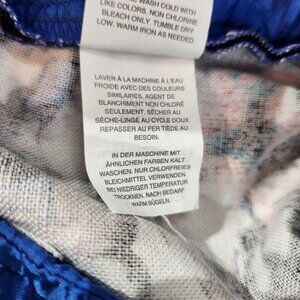 WASH COLD WITH
LIKE COLORS. NON CHLORINE
BLEACH ONLY. TUMBLE DRY
LOW. WARM IRON AS NEEDED.
LAVER À LA MACHINE À L'EAU
FROIDE AVEC DES COULEURS
SIMILAIRES. AGENT DE
BLANCHIMENT NON CHLORÉ
SEULEMENT. SÉCHER AU
SÈCHE-LINGE AU CYCLE DOUX.
REPASSER AU FER TIÈDE AU
BESOIN.
IN DER MASCHINE MIT
ÄHNLICHEN FARBEN KALT
WASCHEN. NUR CHLORFREIES
BLEICHMITTEL VERWENDEN.
BEI NIEDRIGER TEMPERATUR
TROCKNEN. NACH BEDARF
WARM BÜGELN.